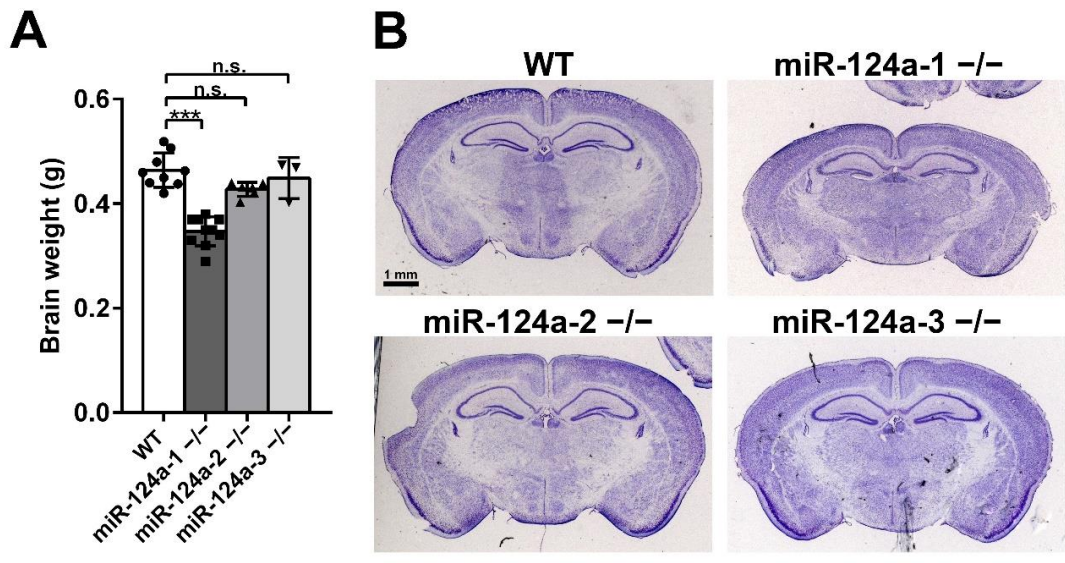 A
n.s.
n.s.
***
0.6
0.4
0.2
0.0
Brain weight (g)
WT
miR-124a-1 −/−
miR-124a-2 −/−
miR-124a-3 −/−
B
WT
miR-124a-1 −/−
1 mm
miR-124a-2 −/−
miR-124a-3 −/−